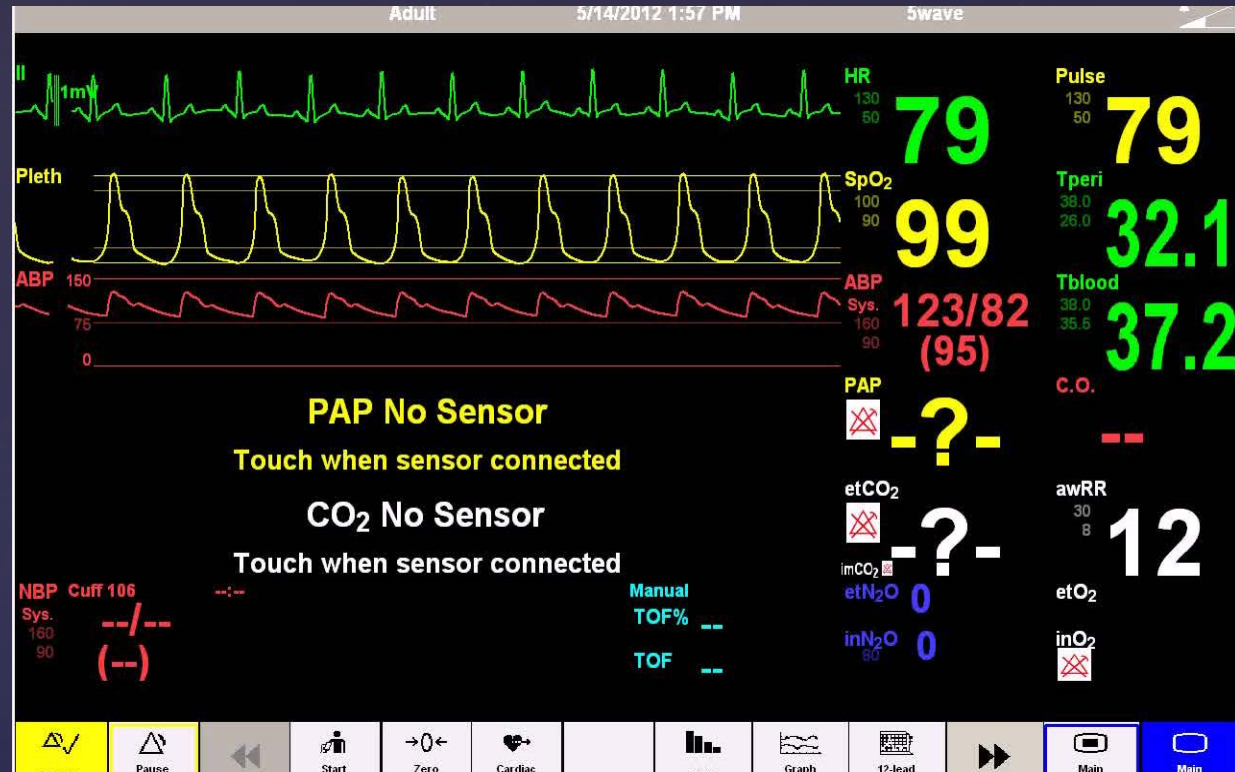 Adult 5/14/2012 1:57 PM 5wave
II
1mV
HR
130
50
79
Pulse
130
50
79
Pleth
SpO₂
100
90
99
Tperi
38.0
26.0
32.1
ABP 150
75
0
ABP
Sys.
160
90
123/82
(95)
Tblood
38.0
35.5
37.2
PAP No Sensor
Touch when sensor connected
PAP
-?-
C.O.
--
CO₂ No Sensor
Touch when sensor connected
etCO₂
-?-
imCO₂
awRR
30
8
12
NBP Cuff 106 --:--
Sys.
160
90
--/--
(--)
Manual
TOF% --
TOF --
etN₂O 0
inN₂O 0
80
etO₂
inO₂
Pause Start Zero Cardiac Graph 12-lead Main Main